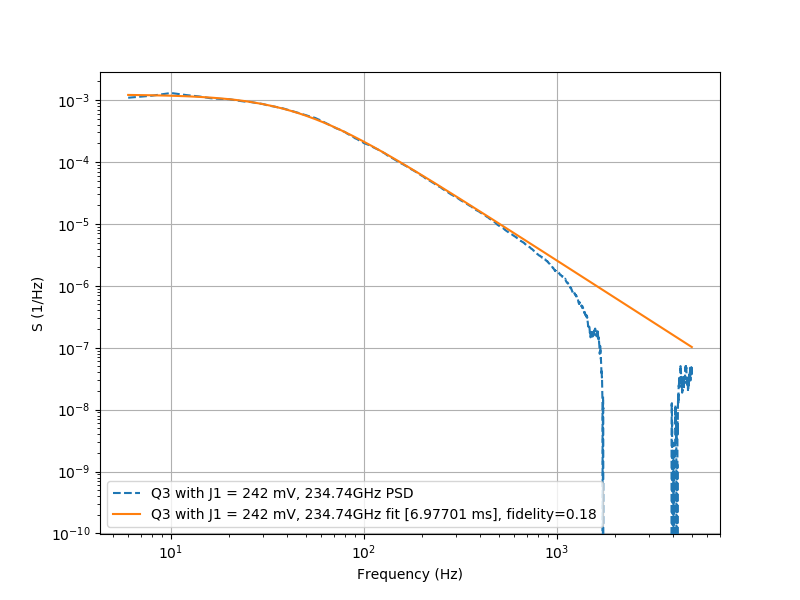 10⁻³
10⁻⁴
10⁻⁵
10⁻⁶
10⁻⁷
10⁻⁸
10⁻⁹
10⁻¹⁰
S (1/Hz)
Q3 with J1 = 242 mV, 234.74GHz PSD
Q3 with J1 = 242 mV, 234.74GHz fit [6.97701 ms], fidelity=0.18
10¹ 10² 10³
Frequency (Hz)